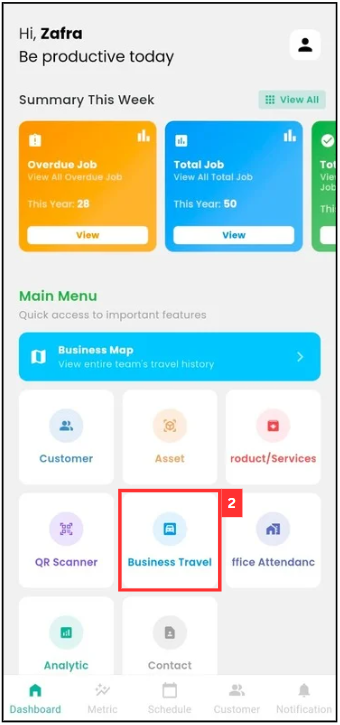 Hi, Zafra
Be productive today
Summary This Week
View All
Overdue Job
View All Overdue Job
This Year: 28
View
Total Job
View All Total Job
This Year: 50
View
Tot
Vie
Job
Thi
Main Menu
Quick access to important features
Business Map
View entire team's travel history
Customer
Asset
roduct/Services
QR Scanner
2
Business Travel
ffice Attendanc
Analytic
Contact
Dashboard
Metric
Schedule
Customer
Notification